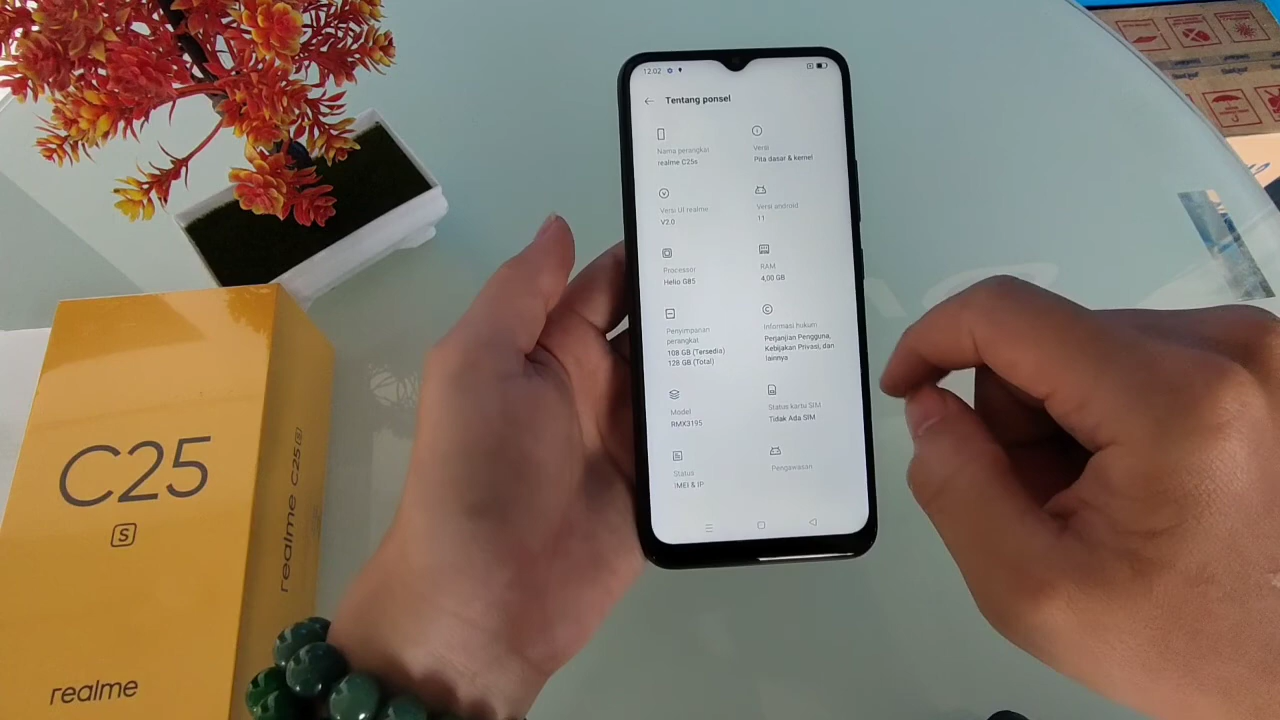 12.02
Tentang ponsel
Nama perangkat
realme C25s
Versi
Pita dasar & kernel
Versi UI realme
V2.0
Versi android
11
Processor
Helio G85
RAM
4,00 GB
Penyimpanan
perangkat
108 GB (Tersedia)
128 GB (Total)
Informasi hukum
Perjanjian Pengguna,
Kebijakan Privasi, dan
lainnya
Model
RMX3195
Status kartu SIM
Tidak Ada SIM
Status
IMEI & IP
Pengawasan
C25
S
realme
realme C25 S